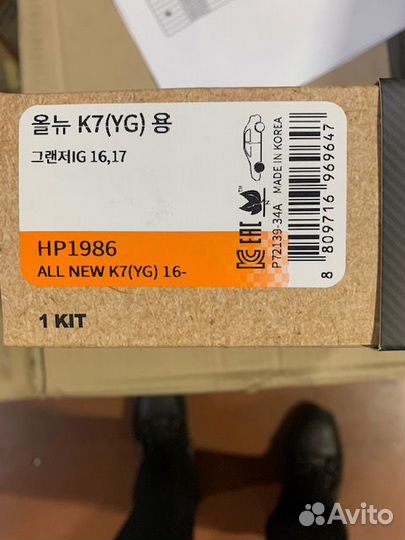 올뉴 K7(YG) 용
그랜저IG 16,17
HP1986
ALL NEW K7(YG) 16-
1 KIT
EAC
N
P72139-34A
MADE IN KOREA
8 809716 969647
Avito